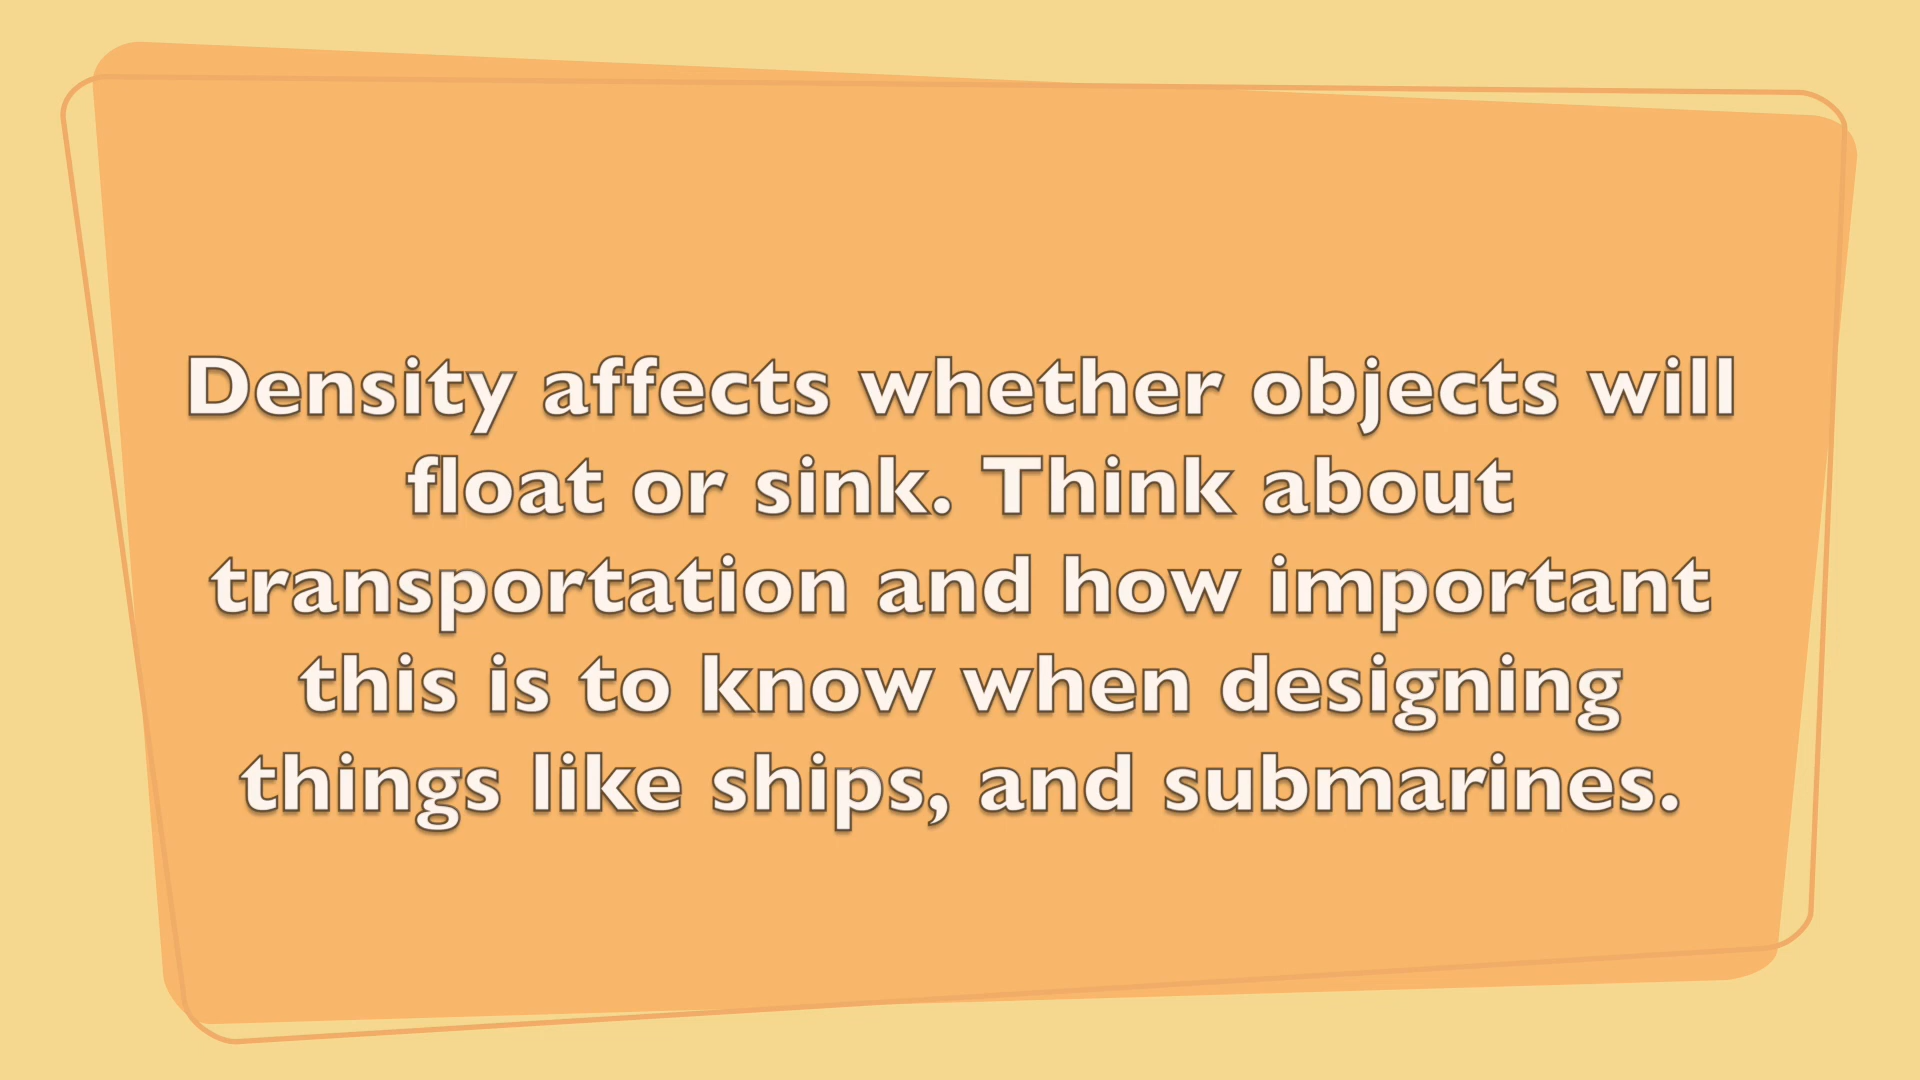 Density affects whether objects will
float or sink. Think about
transportation and how important
this is to know when designing
things like ships, and submarines.